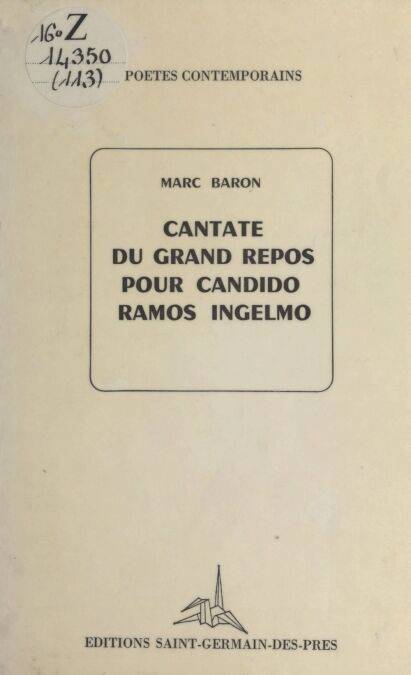 16° Z
14350
(113)
POETES CONTEMPORAINS
MARC BARON
CANTATE
DU GRAND REPOS
POUR CANDIDO
RAMOS INGELMO
EDITIONS SAINT-GERMAIN-DES-PRES